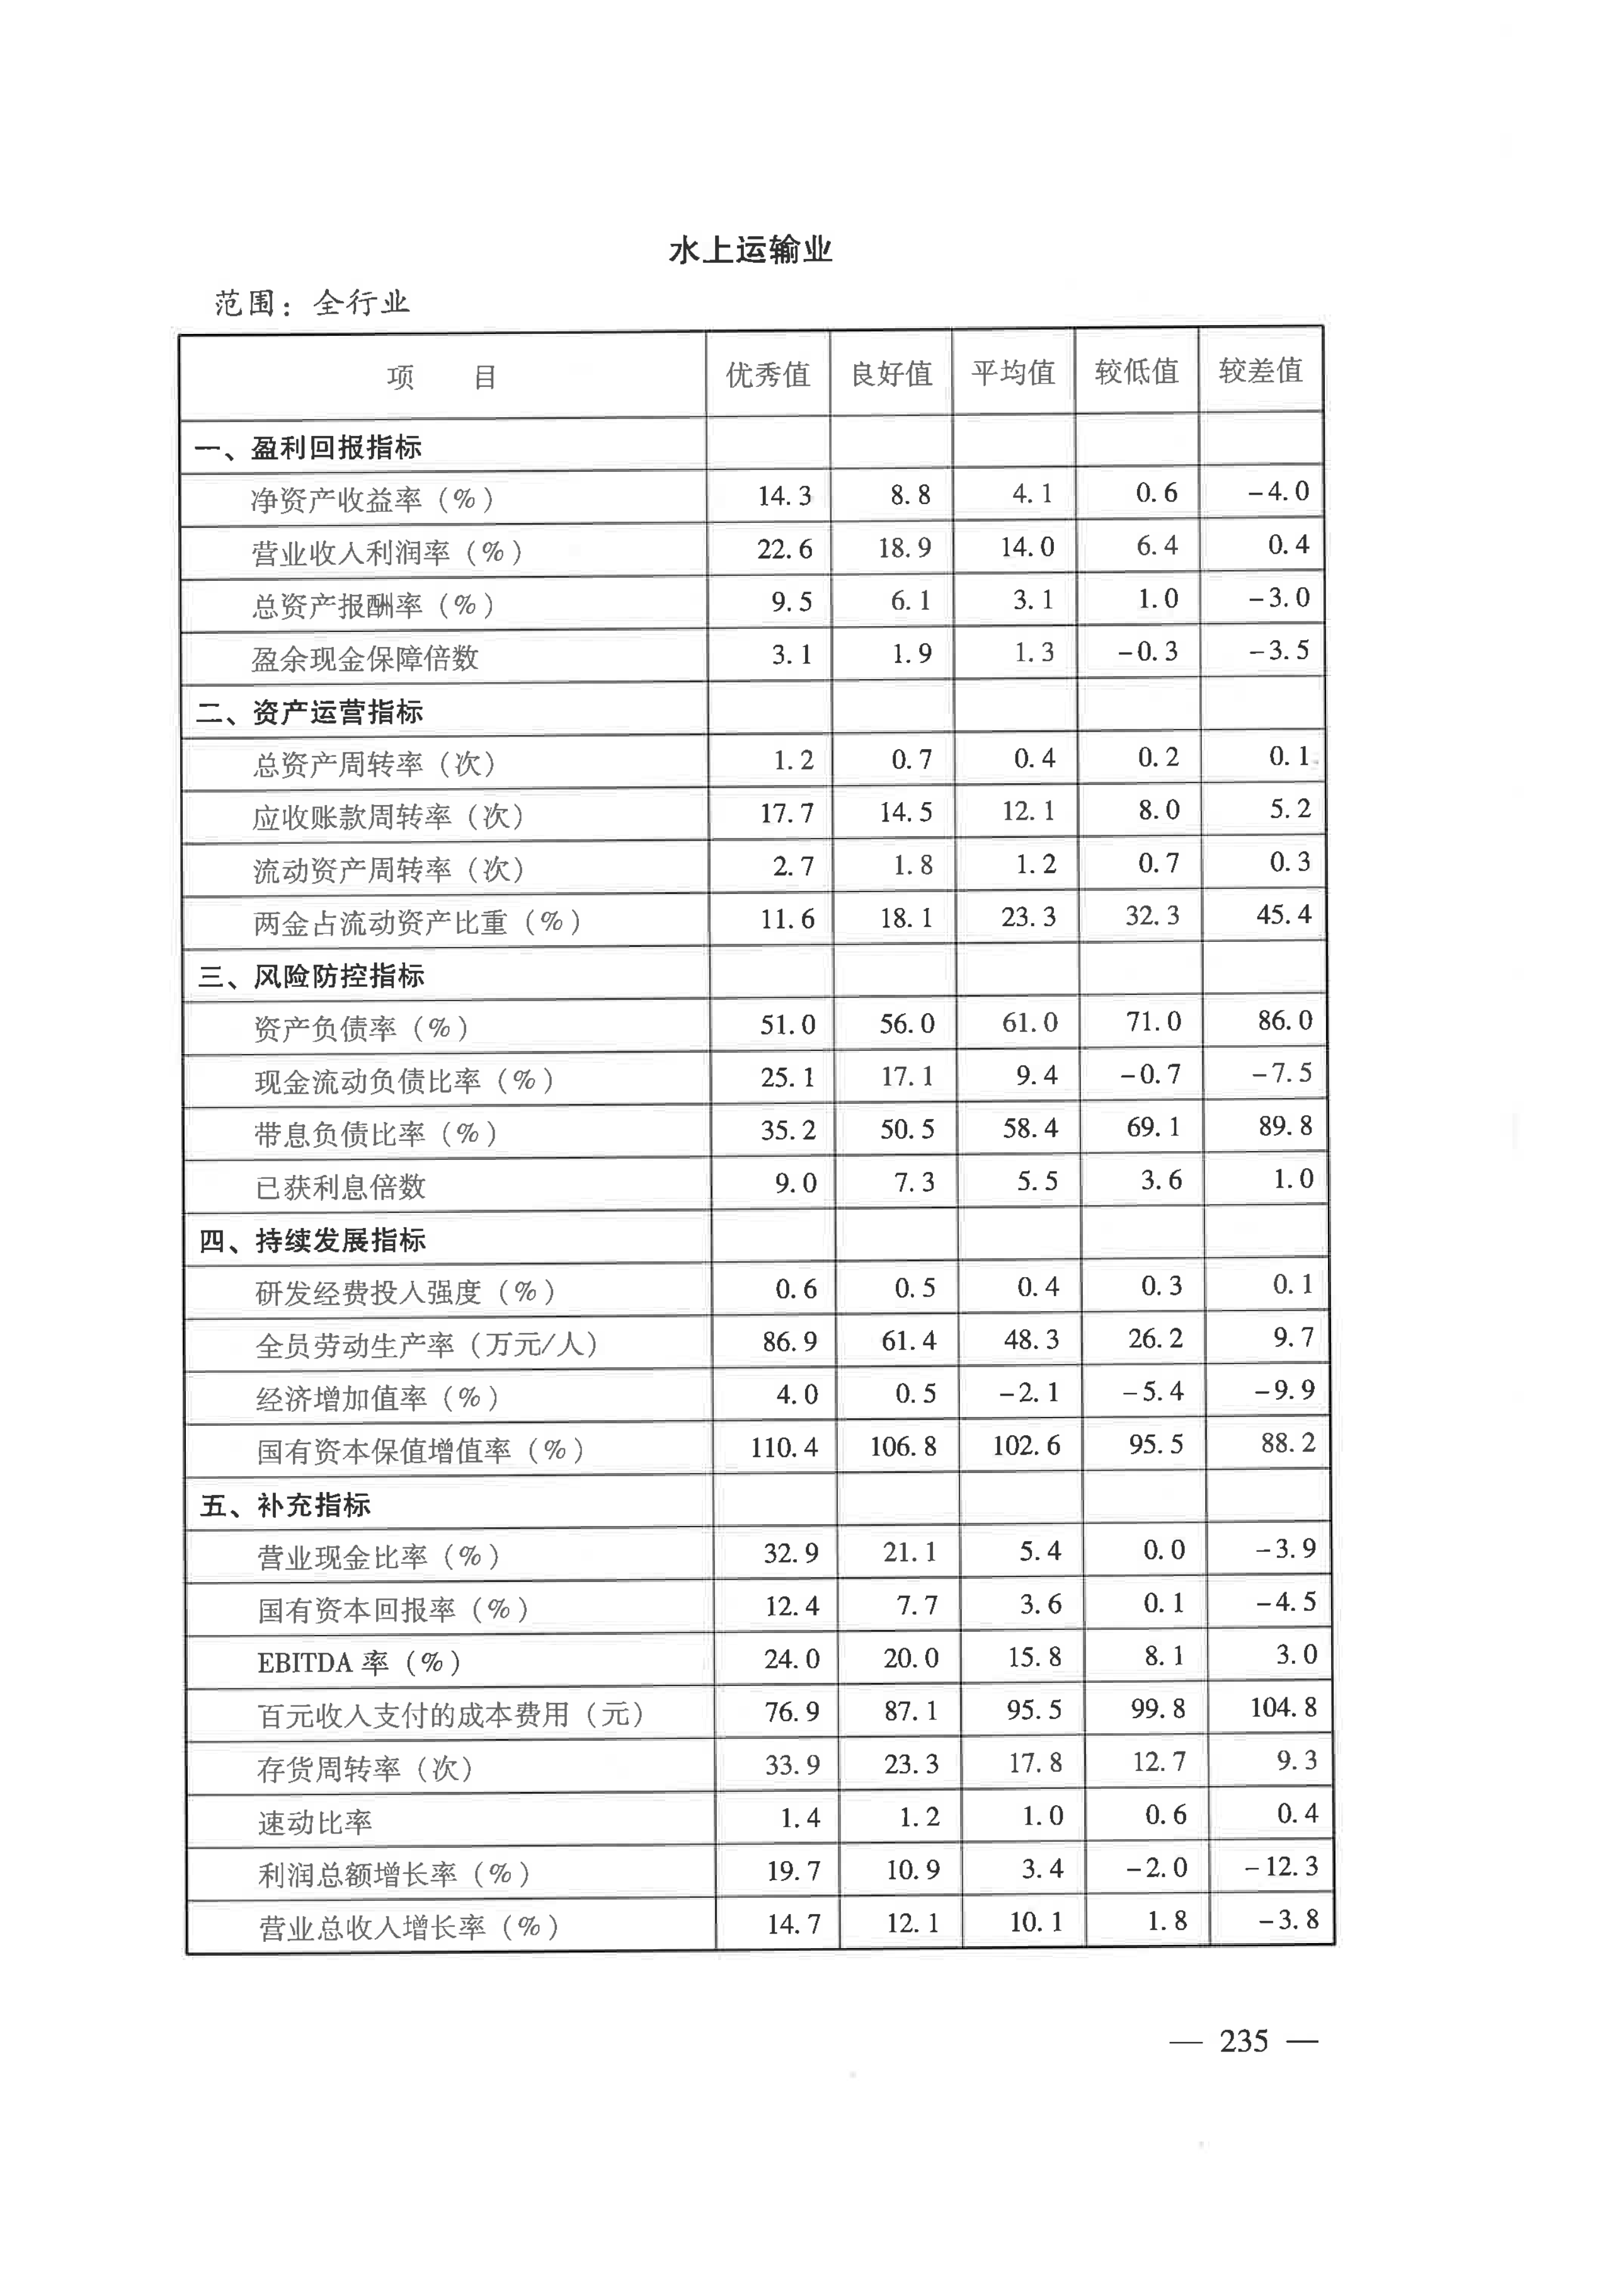 水上运输业
范围：全行业
项 目 优秀值 良好值 平均值 较低值 较差值
一、盈利回报指标
净资产收益率（%） 14.3 8.8 4.1 0.6 -4.0
营业收入利润率（%） 22.6 18.9 14.0 6.4 0.4
总资产报酬率（%） 9.5 6.1 3.1 1.0 -3.0
盈余现金保障倍数 3.1 1.9 1.3 -0.3 -3.5
二、资产运营指标
总资产周转率（次） 1.2 0.7 0.4 0.2 0.1
应收账款周转率（次） 17.7 14.5 12.1 8.0 5.2
流动资产周转率（次） 2.7 1.8 1.2 0.7 0.3
两金占流动资产比重（%） 11.6 18.1 23.3 32.3 45.4
三、风险防控指标
资产负债率（%） 51.0 56.0 61.0 71.0 86.0
现金流动负债比率（%） 25.1 17.1 9.4 -0.7 -7.5
带息负债比率（%） 35.2 50.5 58.4 69.1 89.8
已获利息倍数 9.0 7.3 5.5 3.6 1.0
四、持续发展指标
研发经费投入强度（%） 0.6 0.5 0.4 0.3 0.1
全员劳动生产率（万元/人） 86.9 61.4 48.3 26.2 9.7
经济增加值率（%） 4.0 0.5 -2.1 -5.4 -9.9
国有资本保值增值率（%） 110.4 106.8 102.6 95.5 88.2
五、补充指标
营业现金比率（%） 32.9 21.1 5.4 0.0 -3.9
国有资本回报率（%） 12.4 7.7 3.6 0.1 -4.5
EBITDA 率（%） 24.0 20.0 15.8 8.1 3.0
百元收入支付的成本费用（元） 76.9 87.1 95.5 99.8 104.8
存货周转率（次） 33.9 23.3 17.8 12.7 9.3
速动比率 1.4 1.2 1.0 0.6 0.4
利润总额增长率（%） 19.7 10.9 3.4 -2.0 -12.3
营业总收入增长率（%） 14.7 12.1 10.1 1.8 -3.8
— 235 —